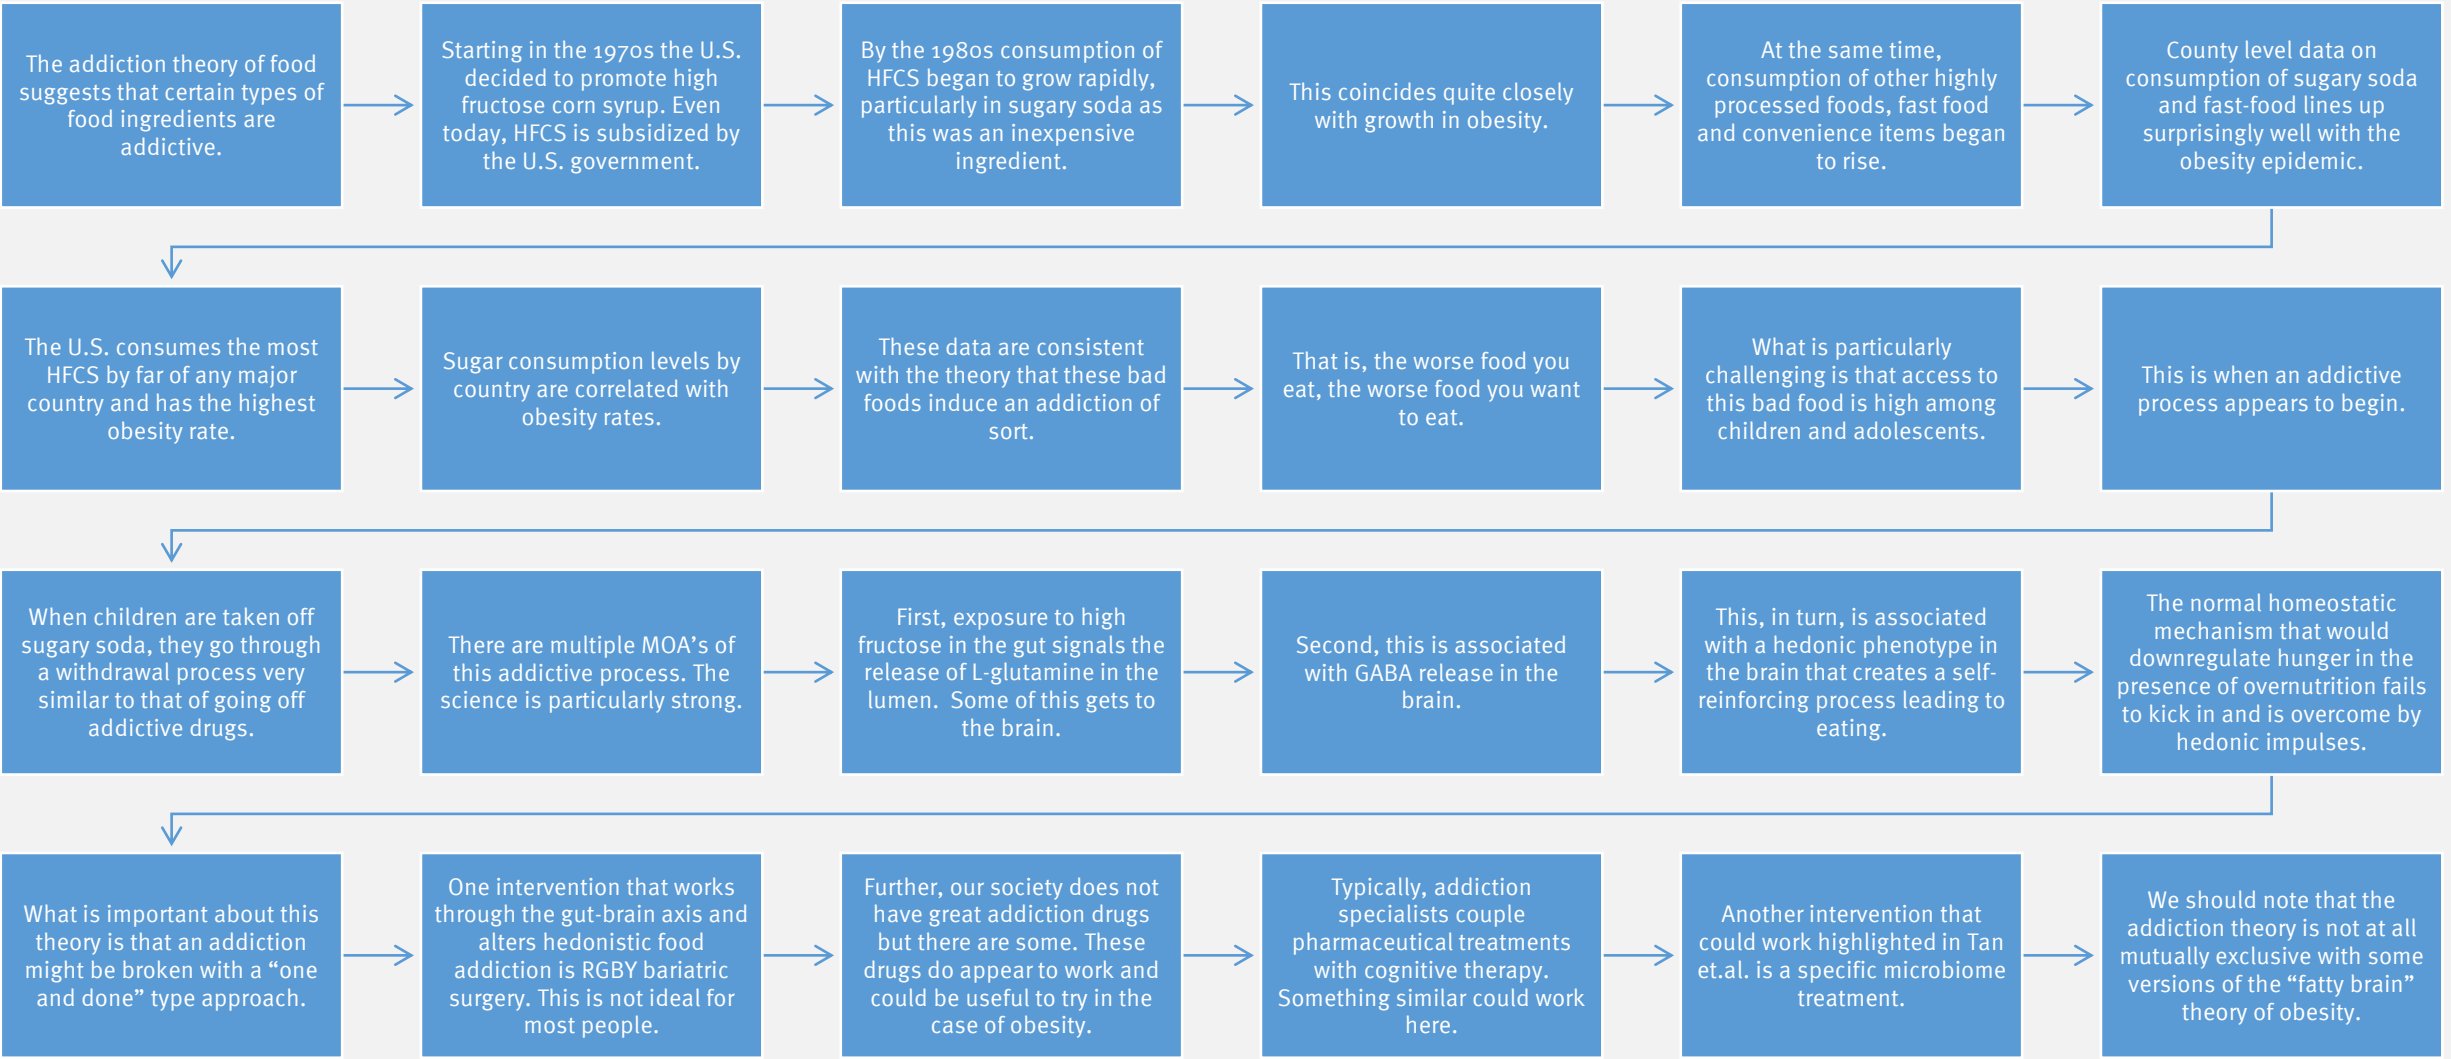 The addiction theory of food
suggests that certain types of
food ingredients are
addictive.
Starting in the 1970s the U.S.
decided to promote high
fructose corn syrup. Even
today, HFCS is subsidized by
the U.S. government.
By the 1980s consumption of
HFCS began to grow rapidly,
particularly in sugary soda as
this was an inexpensive
ingredient.
This coincides quite closely
with growth in obesity.
At the same time,
consumption of other highly
processed foods, fast food
and convenience items began
to rise.
County level data on
consumption of sugary soda
and fast-food lines up
surprisingly well with the
obesity epidemic.
The U.S. consumes the most
HFCS by far of any major
country and has the highest
obesity rate.
Sugar consumption levels by
country are correlated with
obesity rates.
These data are consistent
with the theory that these bad
foods induce an addiction of
sort.
That is, the worse food you
eat, the worse food you want
to eat.
What is particularly
challenging is that access to
this bad food is high among
children and adolescents.
This is when an addictive
process appears to begin.
When children are taken off
sugary soda, they go through
a withdrawal process very
similar to that of going off
addictive drugs.
There are multiple MOA’s of
this addictive process. The
science is particularly strong.
First, exposure to high
fructose in the gut signals the
release of L-glutamine in the
lumen.  Some of this gets to
the brain.
Second, this is associated
with GABA release in the
brain.
This, in turn, is associated
with a hedonic phenotype in
the brain that creates a self-
reinforcing process leading to
eating.
The normal homeostatic
mechanism that would
downregulate hunger in the
presence of overnutrition fails
to kick in and is overcome by
hedonic impulses.
What is important about this
theory is that an addiction
might be broken with a “one
and done” type approach.
One intervention that works
through the gut-brain axis and
alters hedonistic food
addiction is RGBY bariatric
surgery. This is not ideal for
most people.
Further, our society does not
have great addiction drugs
but there are some. These
drugs do appear to work and
could be useful to try in the
case of obesity.
Typically, addiction
specialists couple
pharmaceutical treatments
with cognitive therapy.
Something similar could work
here.
Another intervention that
could work highlighted in Tan
et.al. is a specific microbiome
treatment.
We should note that the
addiction theory is not at all
mutually exclusive with some
versions of the “fatty brain”
theory of obesity.